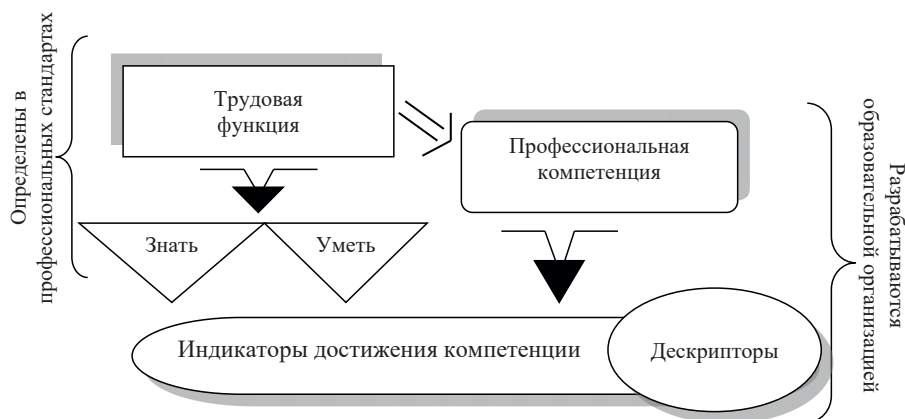 Определены в
профессиональных стандартах
Трудовая
функция
Профессиональная
компетенция
Знать
Уметь
Индикаторы достижения компетенции
Дескрипторы
Разрабатываются
образовательной организацией